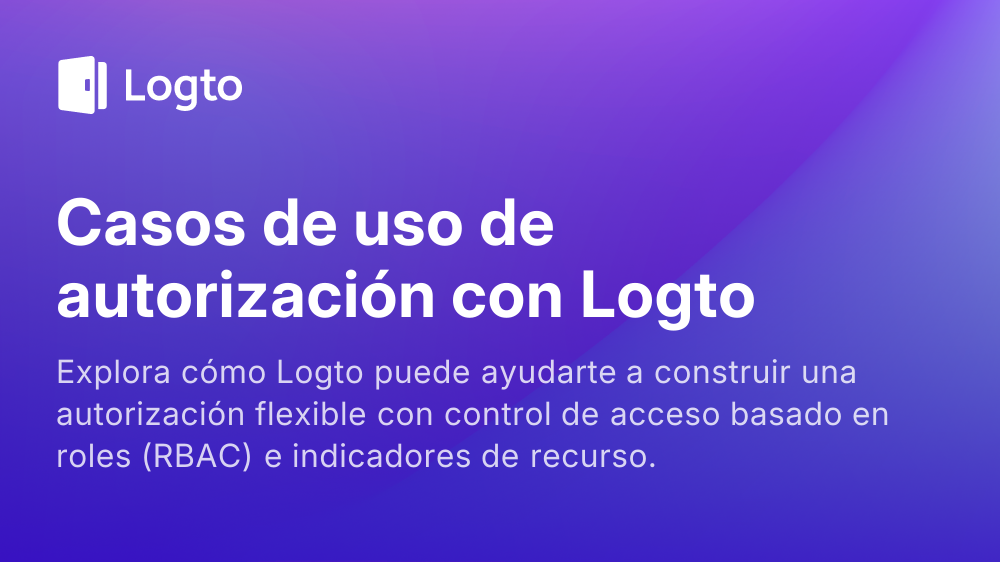 Logto
Casos de uso de
autorización con Logto
Explora cómo Logto puede ayudarte a construir una
autorización flexible con control de acceso basado en
roles (RBAC) e indicadores de recurso.